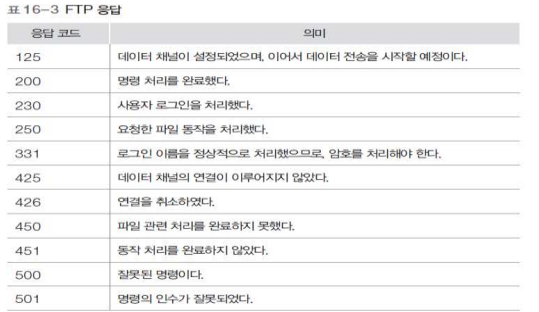 표 16-3 FTP 응답
응답 코드 의미
125 데이터 채널이 설정되었으며, 이어서 데이터 전송을 시작할 예정이다.
200 명령 처리를 완료했다.
230 사용자 로그인을 처리했다.
250 요청한 파일 동작을 처리했다.
331 로그인 이름을 정상적으로 처리했으므로, 암호를 처리해야 한다.
425 데이터 채널의 연결이 이루어지지 않았다.
426 연결을 취소하였다.
450 파일 관련 처리를 완료하지 못했다.
451 동작 처리를 완료하지 않았다.
500 잘못된 명령이다.
501 명령의 인수가 잘못되었다.